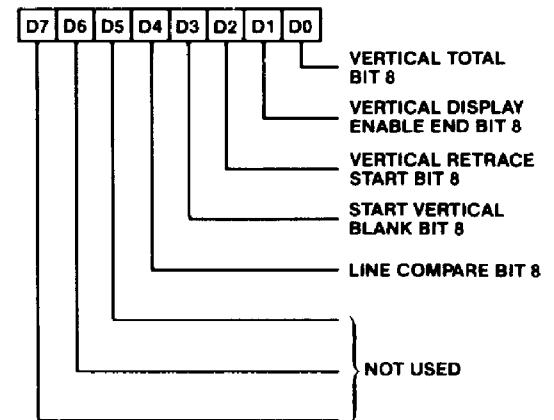 D7 D6 D5 D4 D3 D2 D1 D0
VERTICAL TOTAL
BIT 8
VERTICAL DISPLAY
ENABLE END BIT 8
VERTICAL RETRACE
START BIT 8
START VERTICAL
BLANK BIT 8
LINE COMPARE BIT 8
NOT USED